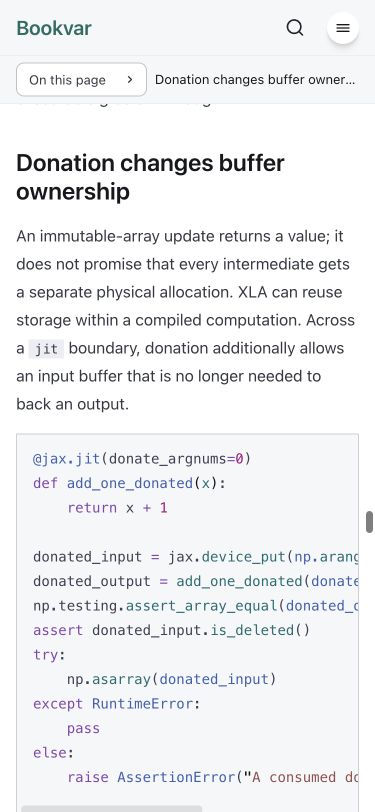 Bookvar
On this page
Donation changes buffer owner...
Donation changes buffer
ownership
An immutable-array update returns a value; it
does not promise that every intermediate gets
a separate physical allocation. XLA can reuse
storage within a compiled computation. Across
a jit boundary, donation additionally allows
an input buffer that is no longer needed to
back an output.
@jax.jit(donate_argnums=0)
def add_one_donated(x):
    return x + 1
donated_input = jax.device_put(np.arang
donated_output = add_one_donated(donate
np.testing.assert_array_equal(donated_o
assert donated_input.is_deleted()
try:
    np.asarray(donated_input)
except RuntimeError:
    pass
else:
    raise AssertionError("A consumed do